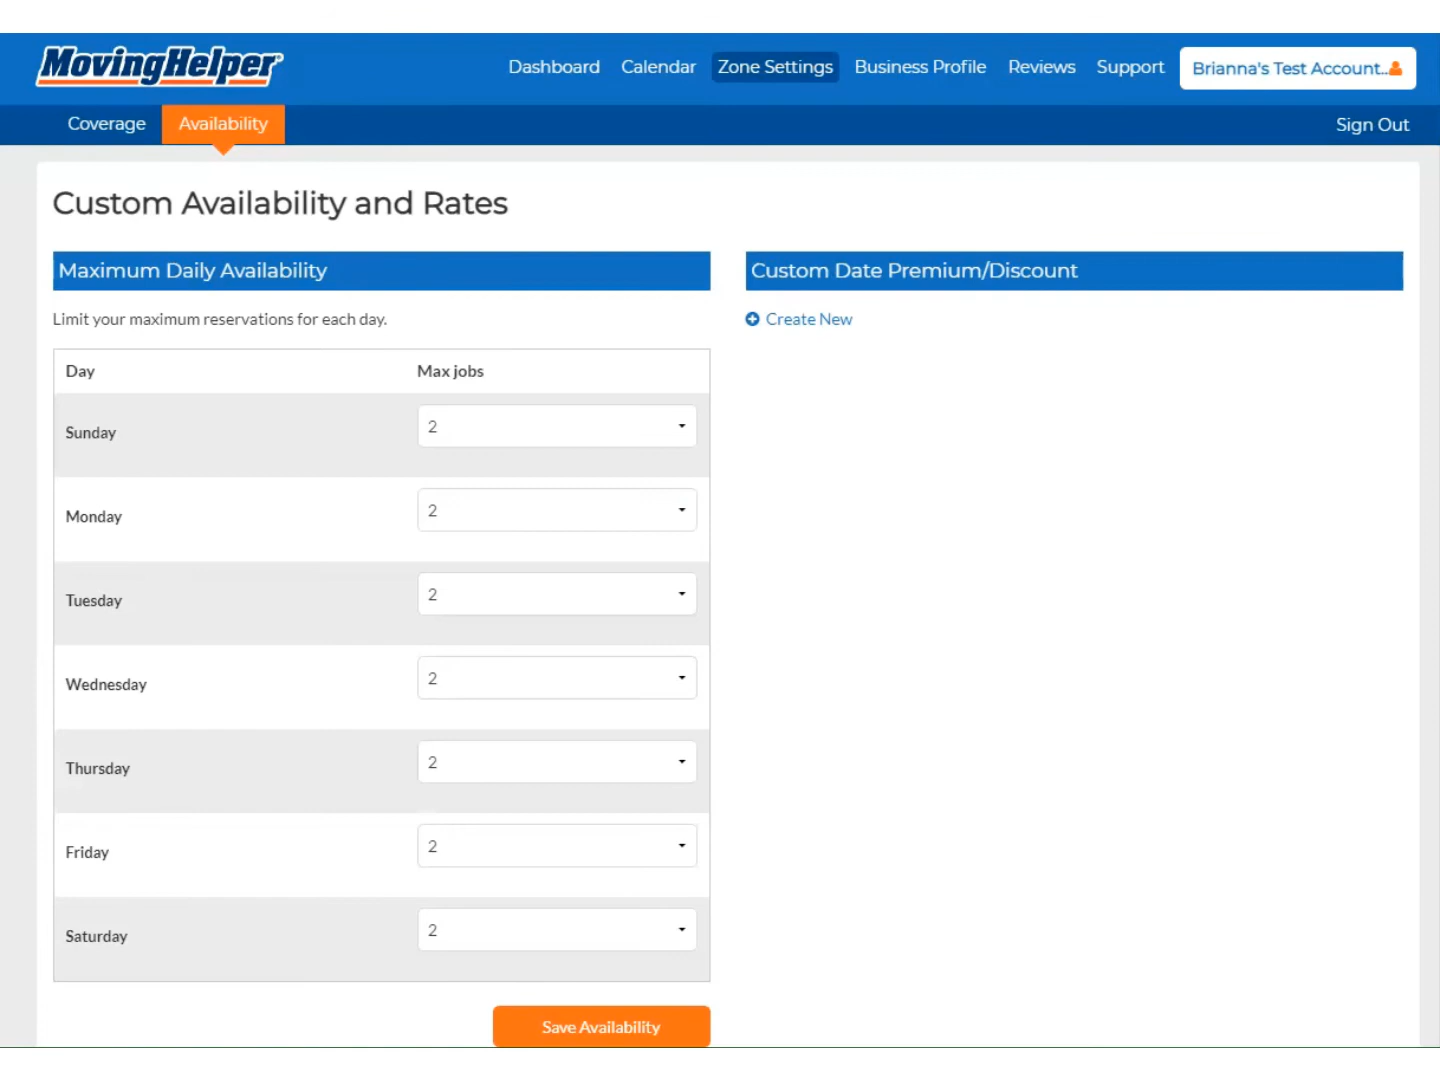 MovingHelper
Dashboard Calendar Zone Settings Business Profile Reviews Support Brianna's Test Account..
Coverage Availability Sign Out
Custom Availability and Rates
Maximum Daily Availability
Limit your maximum reservations for each day.
Day Max jobs
Sunday 2
Monday 2
Tuesday 2
Wednesday 2
Thursday 2
Friday 2
Saturday 2
Save Availability
Custom Date Premium/Discount
Create New